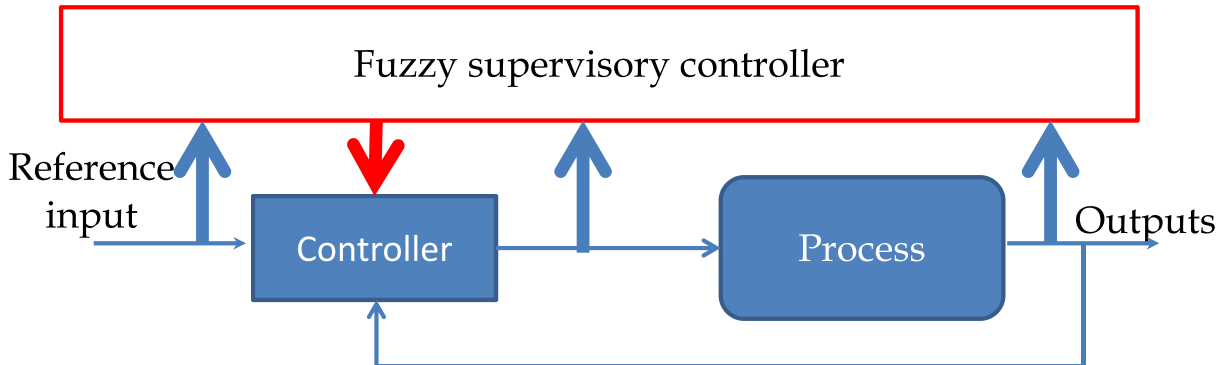 Fuzzy supervisory controller
Reference
input
Controller
Process
Outputs